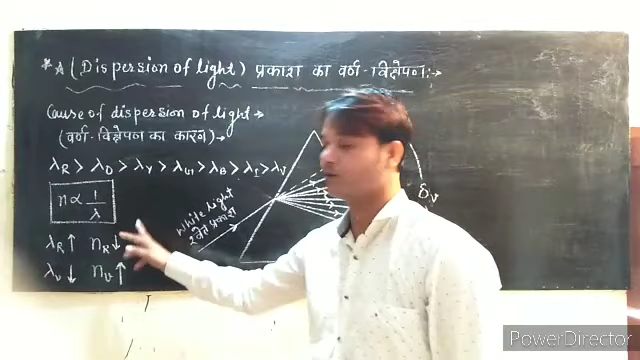 * A (Dispersion of light) प्रकाश का वर्ण-विक्षेपण :→
Cause of dispersion of light →
(वर्ण-विक्षेपण का कारण) →
λR > λO > λY > λG > λB > λI > λV
n ∝ 1/λ
λR ↑ nR ↓
λv ↓ nv ↑
White light
श्वेत प्रकाश
δv
PowerDirector